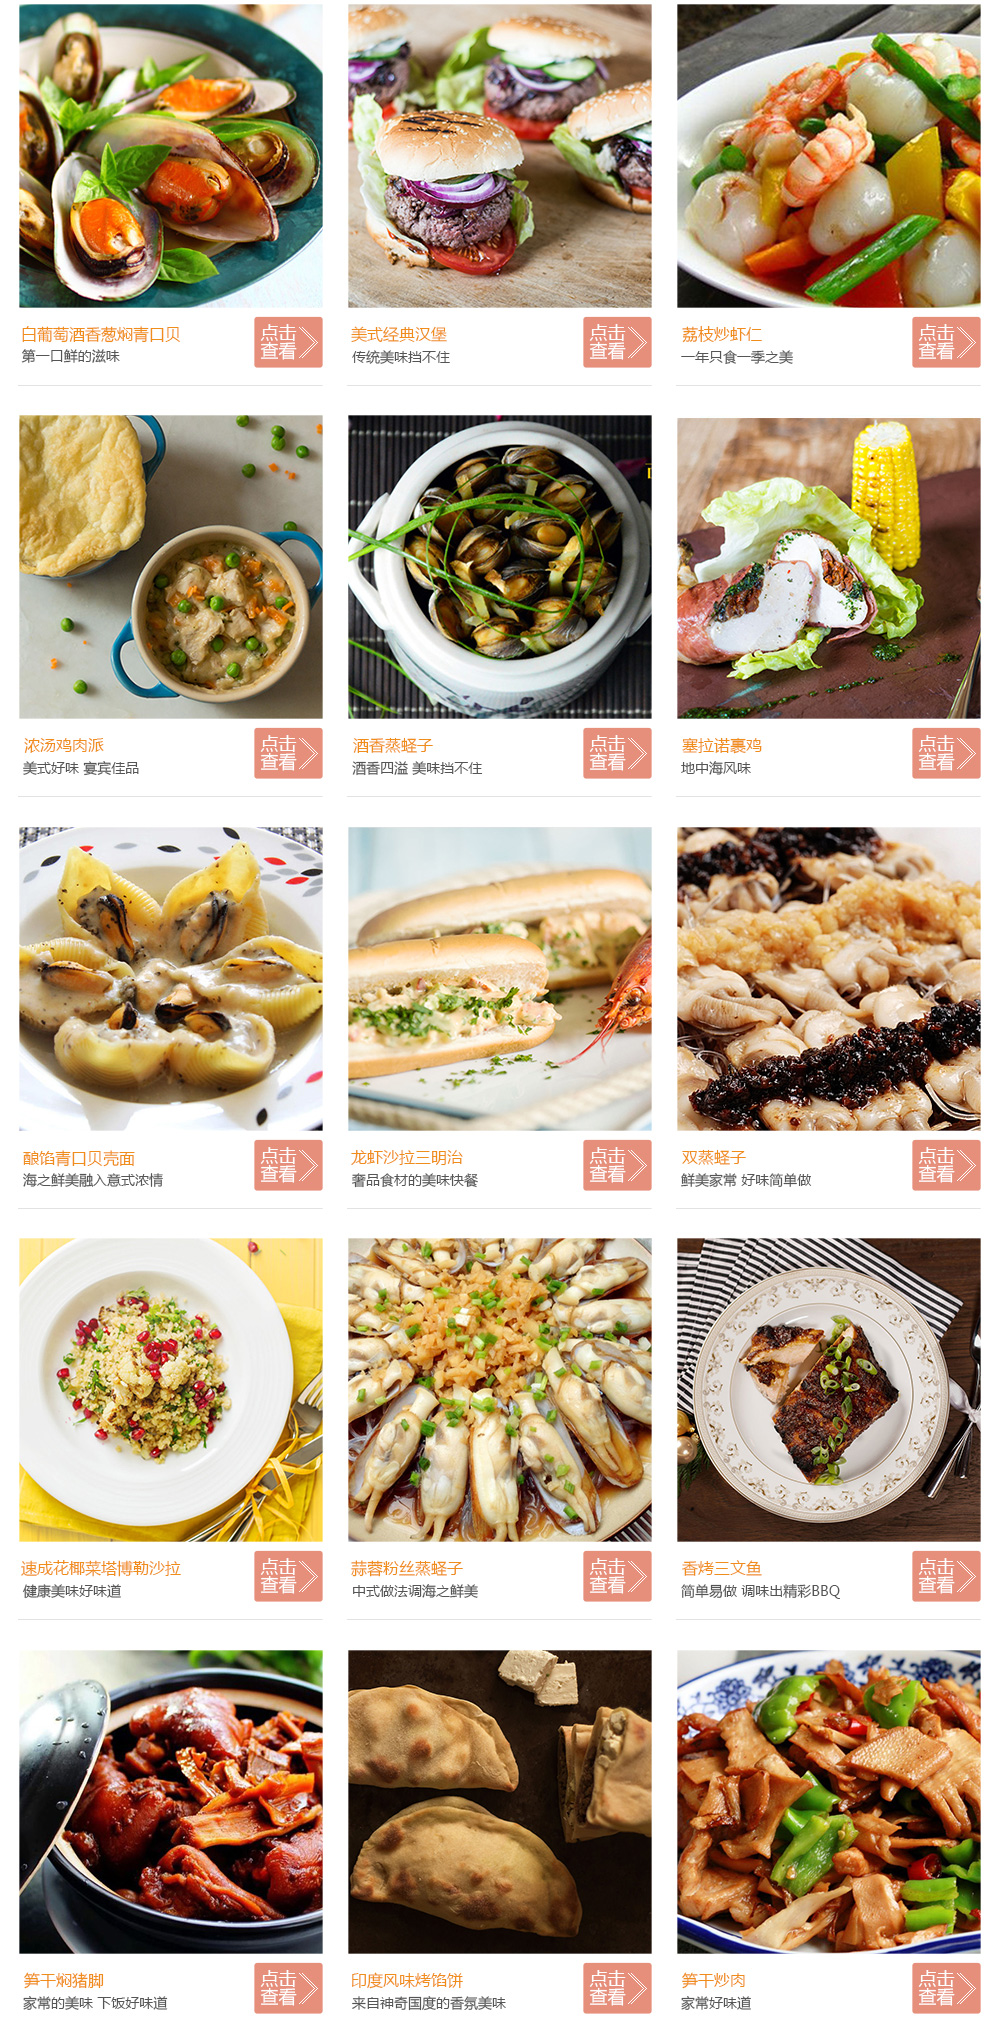 白葡萄酒香葱焖青口贝
第一口鲜的滋味
点击
查看
美式经典汉堡
传统美味挡不住
点击
查看
荔枝炒虾仁
一年只食一季之美
点击
查看
浓汤鸡肉派
美式好味 宴宾佳品
点击
查看
酒香蒸蛏子
酒香四溢 美味挡不住
点击
查看
塞拉诺裹鸡
地中海风味
点击
查看
酿馅青口贝壳面
海之鲜美融入意式浓情
点击
查看
龙虾沙拉三明治
奢品食材的美味快餐
点击
查看
双蒸蛏子
鲜美家常 好味简单做
点击
查看
速成花椰菜塔博勒沙拉
健康美味好味道
点击
查看
蒜蓉粉丝蒸蛏子
中式做法调海之鲜美
点击
查看
香烤三文鱼
简单易做 调味出精彩BBQ
点击
查看
笋干焖猪脚
家常的美味 下饭好味道
点击
查看
印度风味烤馅饼
来自神奇国度的香氛美味
点击
查看
笋干炒肉
家常好味道
点击
查看